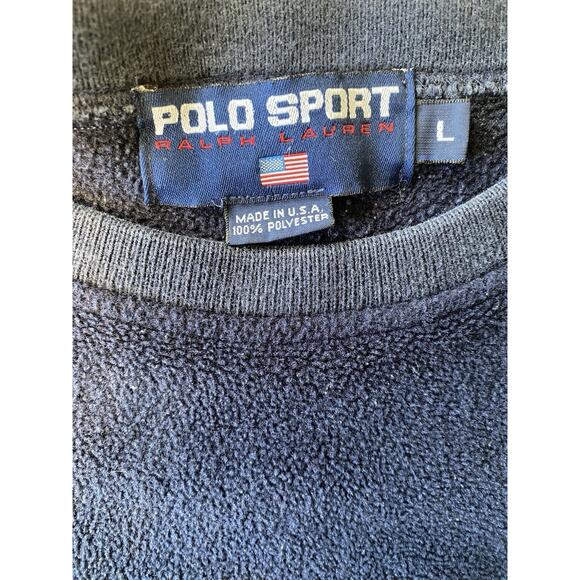 POLO SPORT
RALPH LAUREN
L
MADE IN U.S.A.
100% POLYESTER